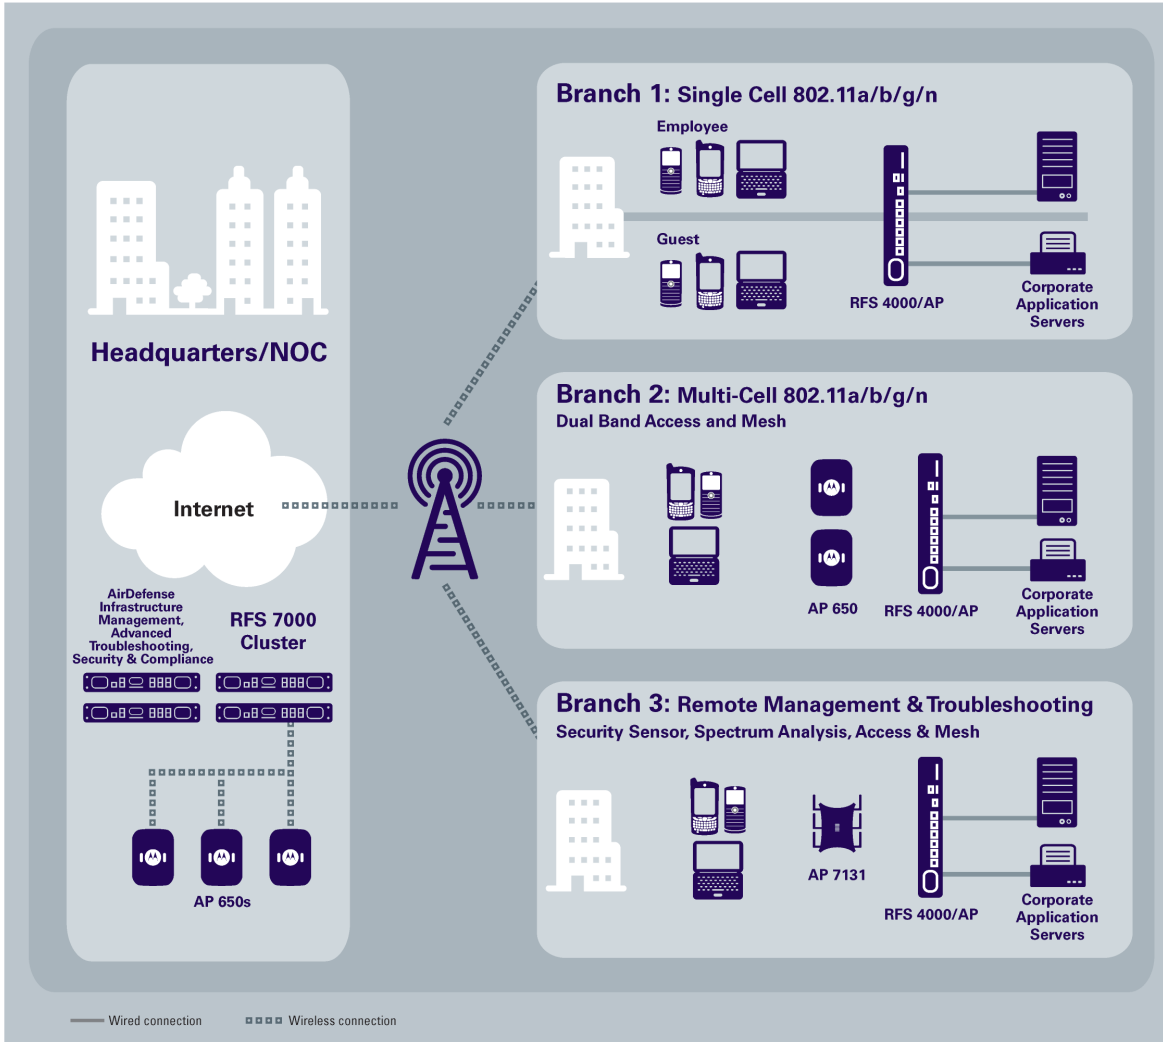 Headquarters/NOC
Internet
AirDefense
Infrastructure
Management,
Advanced
Troubleshooting,
Security & Compliance
RFS 7000
Cluster
AP 650s
Branch 1: Single Cell 802.11a/b/g/n
Employee
Guest
RFS 4000/AP
Corporate
Application
Servers
Branch 2: Multi-Cell 802.11a/b/g/n
Dual Band Access and Mesh
AP 650
RFS 4000/AP
Corporate
Application
Servers
Branch 3: Remote Management & Troubleshooting
Security Sensor, Spectrum Analysis, Access & Mesh
AP 7131
RFS 4000/AP
Corporate
Application
Servers
Wired connection
Wireless connection